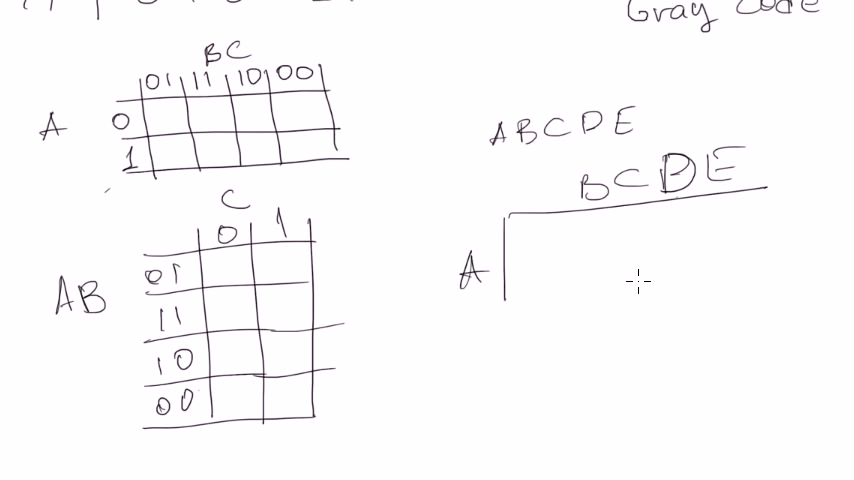 Gray Code
BC
01 11 10 00
A
0
1
C
0 1
AB
01
11
10
00
ABCDE
BCDE
A